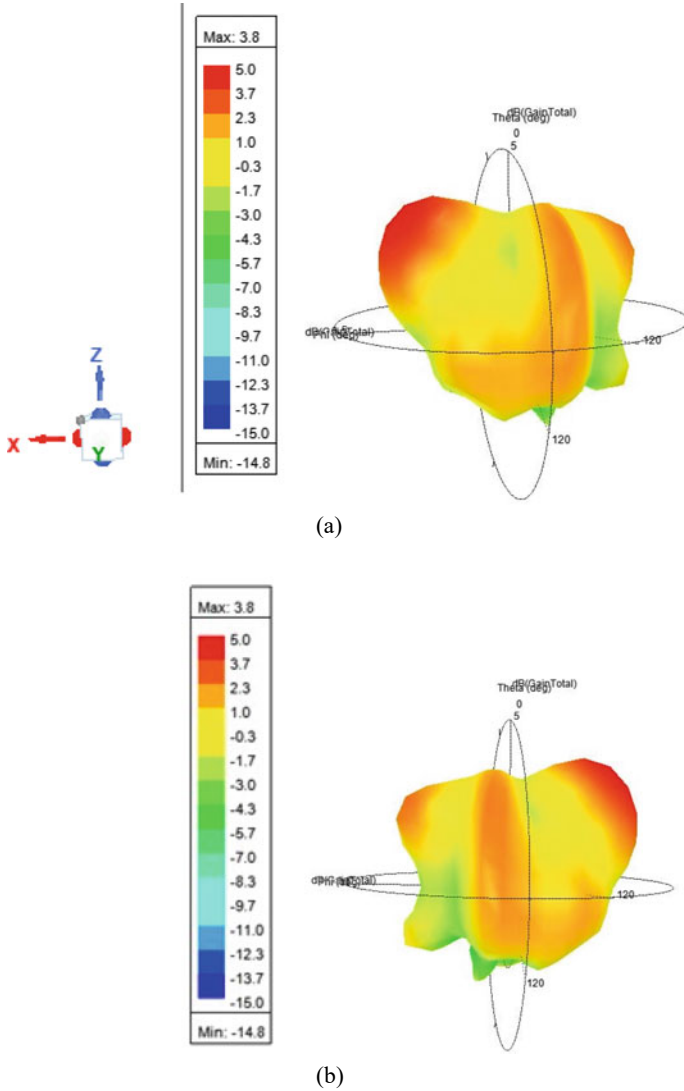 Max: 3.8
5.0
3.7
2.3
1.0
-0.3
-1.7
-3.0
-4.3
-5.7
-7.0
-8.3
-9.7
-11.0
-12.3
-13.7
-15.0
Min: -14.8
Z
X
Y
dB(GainTotal)
Theta (deg)
0
5
Phi (deg)
120
120
(a)
Max: 3.8
5.0
3.7
2.3
1.0
-0.3
-1.7
-3.0
-4.3
-5.7
-7.0
-8.3
-9.7
-11.0
-12.3
-13.7
-15.0
Min: -14.8
dB(GainTotal)
Theta (deg)
0
5
120
120
(b)